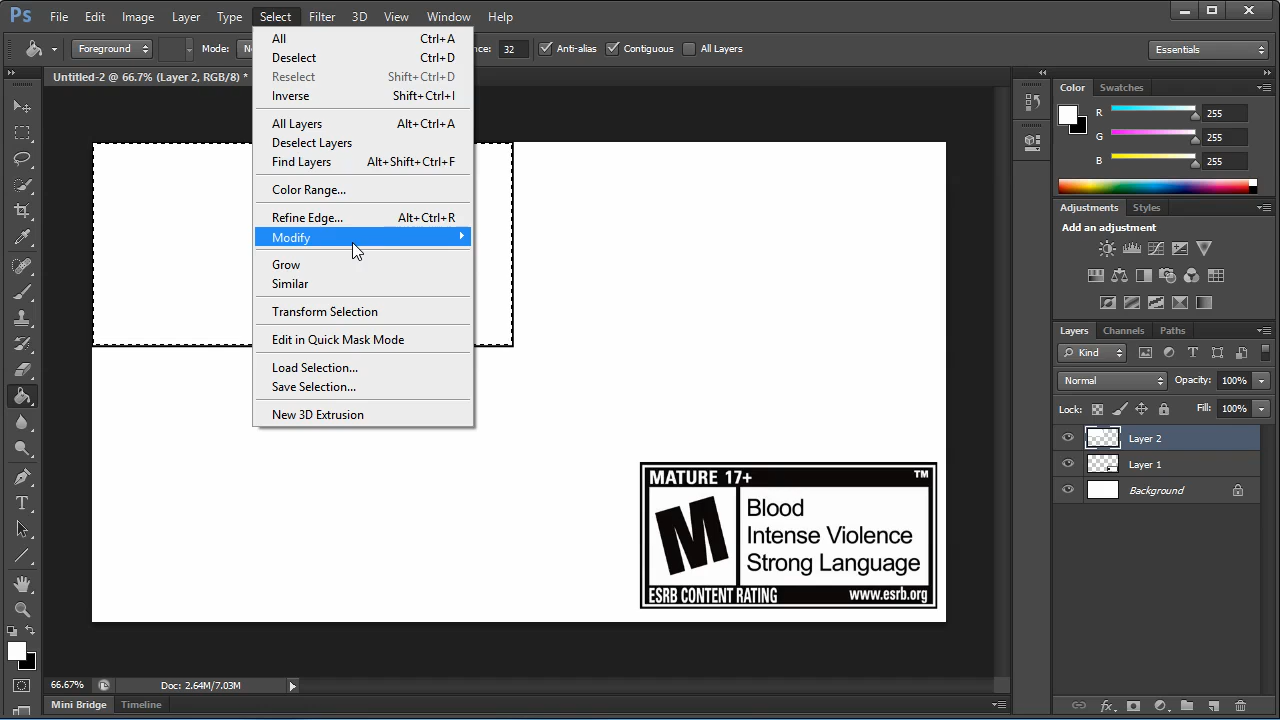 Ps File Edit Image Layer Type Select Filter 3D View Window Help
Foreground Mode: 32 Anti-alias Contiguous All Layers Essentials
Untitled-2 @ 66.7% (Layer 2, RGB/8) *
All Ctrl+A
Deselect Ctrl+D
Reselect Shift+Ctrl+D
Inverse Shift+Ctrl+I
All Layers Alt+Ctrl+A
Deselect Layers
Find Layers Alt+Shift+Ctrl+F
Color Range...
Refine Edge... Alt+Ctrl+R
Modify
Grow
Similar
Transform Selection
Edit in Quick Mask Mode
Load Selection...
Save Selection...
New 3D Extrusion
MATURE 17+ ™
M
Blood
Intense Violence
Strong Language
ESRB CONTENT RATING www.esrb.org
Color Swatches
R 255
G 255
B 255
Adjustments Styles
Add an adjustment
Layers Channels Paths
Kind
Normal Opacity: 100%
Lock: Fill: 100%
Layer 2
Layer 1
Background
66.67% Doc: 2.64M/7.03M
Mini Bridge Timeline